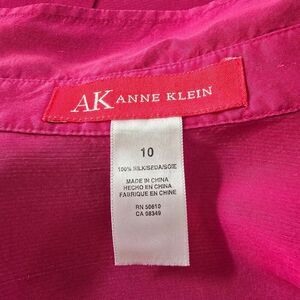 AK ANNE KLEIN
10
100% SILK/SEDA/SOIE
MADE IN CHINA
HECHO EN CHINA
FABRIQUE EN CHINE
RN 50810
CA 08349